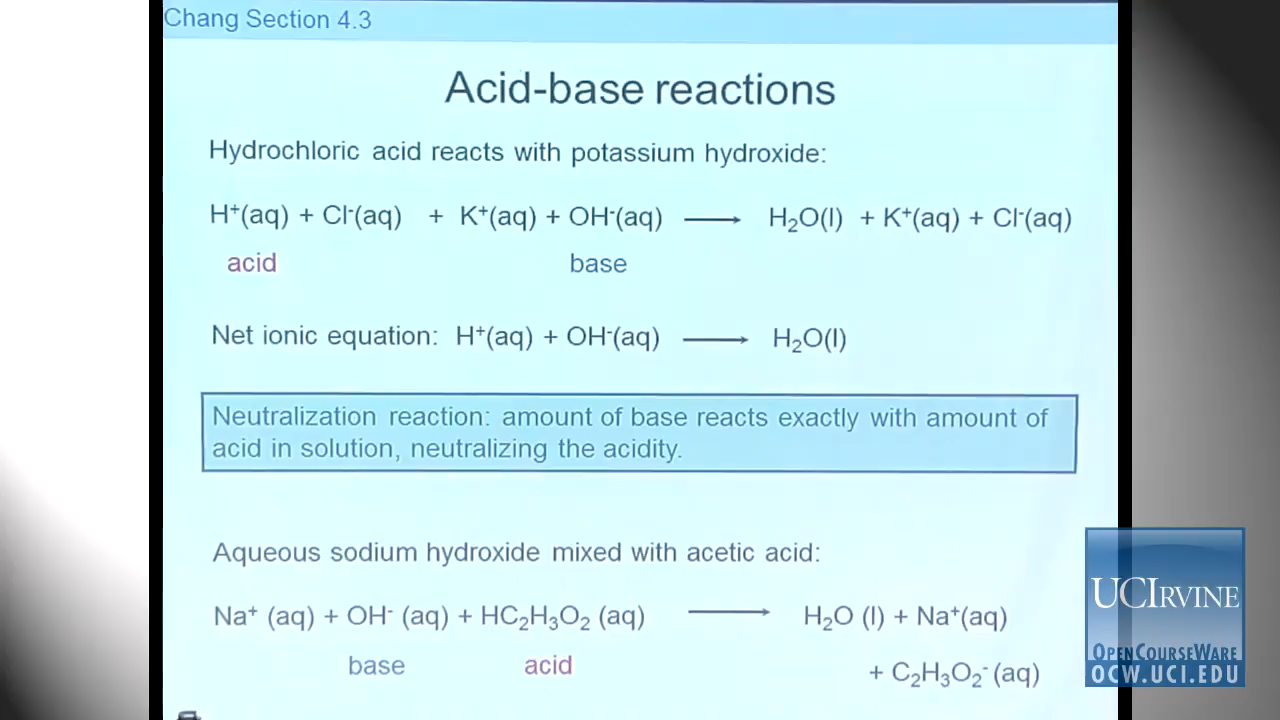 Chang Section 4.3
Acid-base reactions
Hydrochloric acid reacts with potassium hydroxide:
H⁺(aq) + Cl⁻(aq) + K⁺(aq) + OH⁻(aq) ⟶ H₂O(l) + K⁺(aq) + Cl⁻(aq)
acid base
Net ionic equation: H⁺(aq) + OH⁻(aq) ⟶ H₂O(l)
Neutralization reaction: amount of base reacts exactly with amount of
acid in solution, neutralizing the acidity.
Aqueous sodium hydroxide mixed with acetic acid:
Na⁺ (aq) + OH⁻ (aq) + HC₂H₃O₂ (aq) ⟶ H₂O (l) + Na⁺(aq)
base acid
+ C₂H₃O₂⁻ (aq)
UCIRVINE
OPENCOURSEWARE
OCW.UCI.EDU